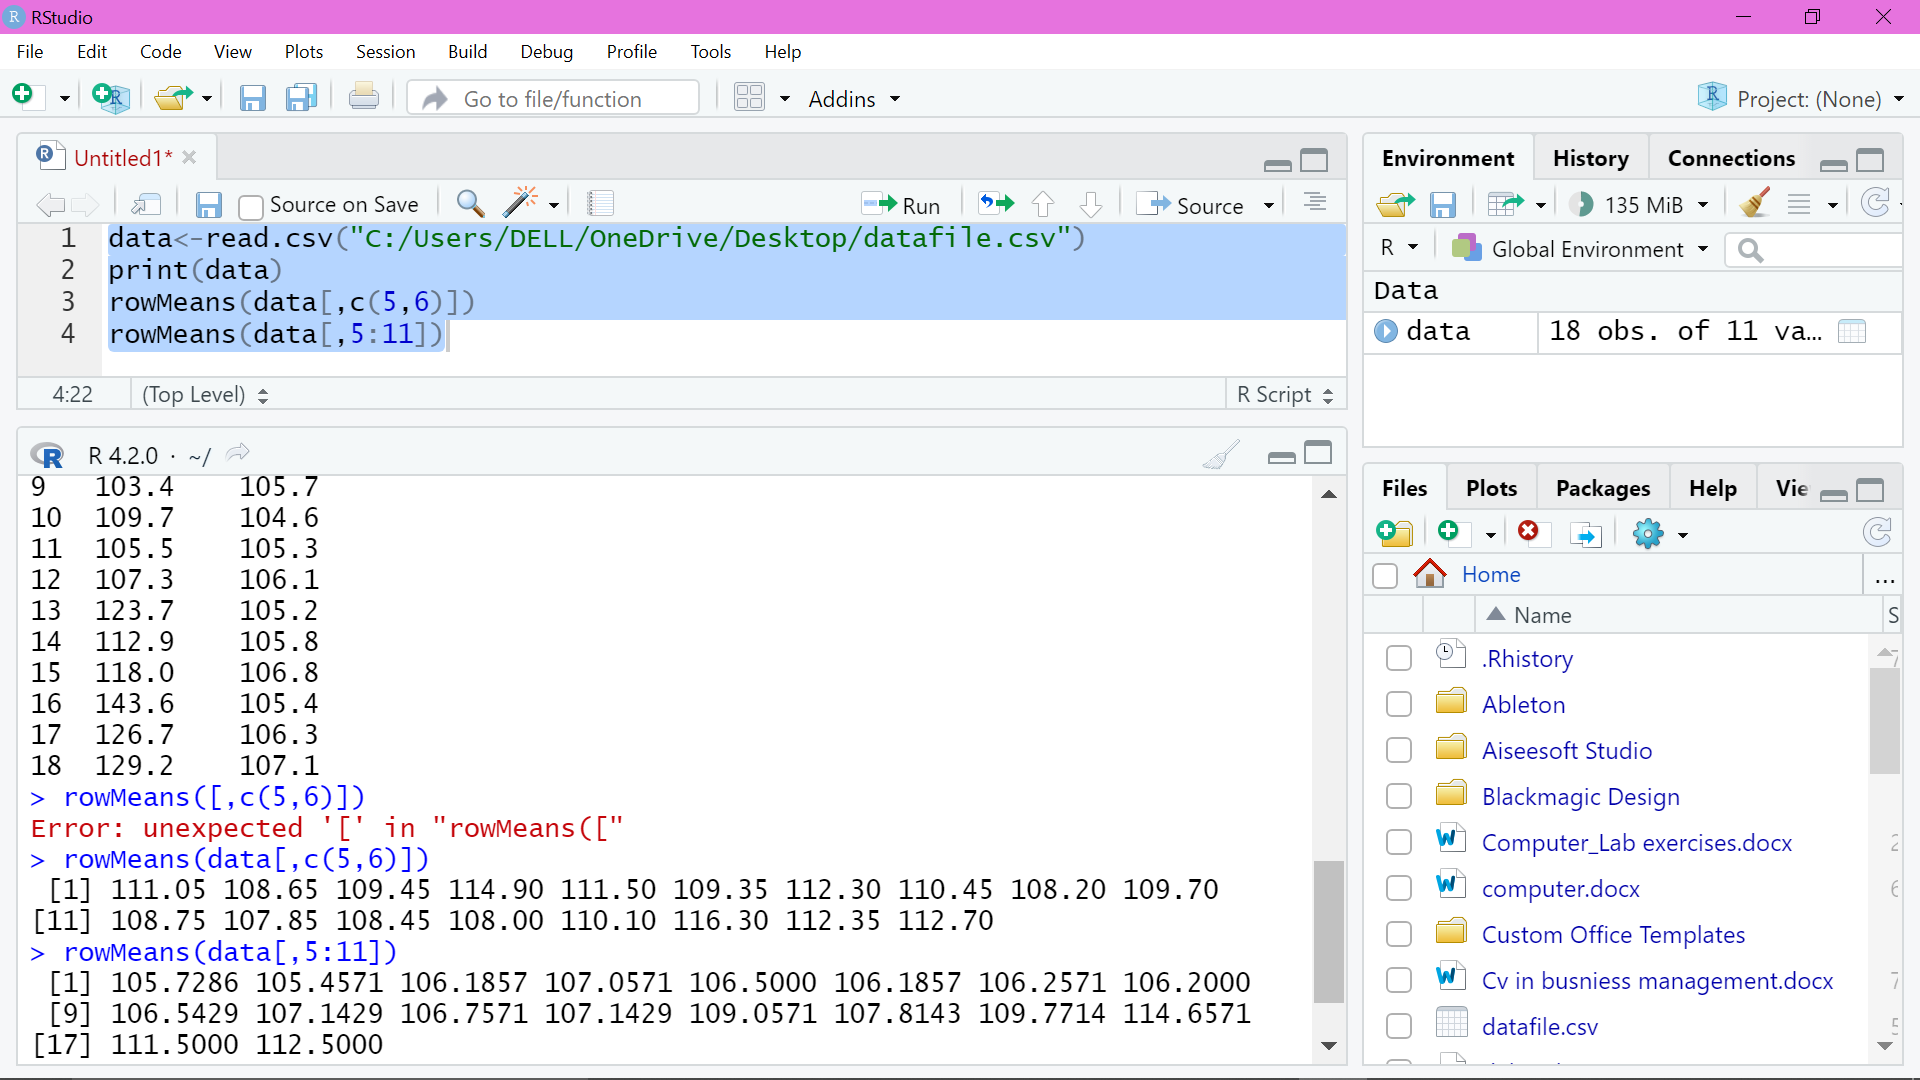 RStudio
File Edit Code View Plots Session Build Debug Profile Tools Help
Go to file/function Addins Project: (None)
Untitled1*
Source on Save Run Source
1 data<-read.csv("C:/Users/DELL/OneDrive/Desktop/datafile.csv")
2 print(data)
3 rowMeans(data[,c(5,6)])
4 rowMeans(data[,5:11])
4:22 (Top Level) R Script
R 4.2.0 · ~/
9 103.4 105.7
10 109.7 104.6
11 105.5 105.3
12 107.3 106.1
13 123.7 105.2
14 112.9 105.8
15 118.0 106.8
16 143.6 105.4
17 126.7 106.3
18 129.2 107.1
> rowMeans([,c(5,6)])
Error: unexpected '[' in "rowMeans(["
> rowMeans(data[,c(5,6)])
[1] 111.05 108.65 109.45 114.90 111.50 109.35 112.30 110.45 108.20 109.70
[11] 108.75 107.85 108.45 108.00 110.10 116.30 112.35 112.70
> rowMeans(data[,5:11])
[1] 105.7286 105.4571 106.1857 107.0571 106.5000 106.1857 106.2571 106.2000
[9] 106.5429 107.1429 106.7571 107.1429 109.0571 107.8143 109.7714 114.6571
[17] 111.5000 112.5000
Environment History Connections
135 MiB
R Global Environment
Data
data 18 obs. of 11 va…
Files Plots Packages Help Vie
Home ...
Name S
.Rhistory
Ableton
Aiseesoft Studio
Blackmagic Design
Computer_Lab exercises.docx
computer.docx
Custom Office Templates
Cv in busniess management.docx
datafile.csv